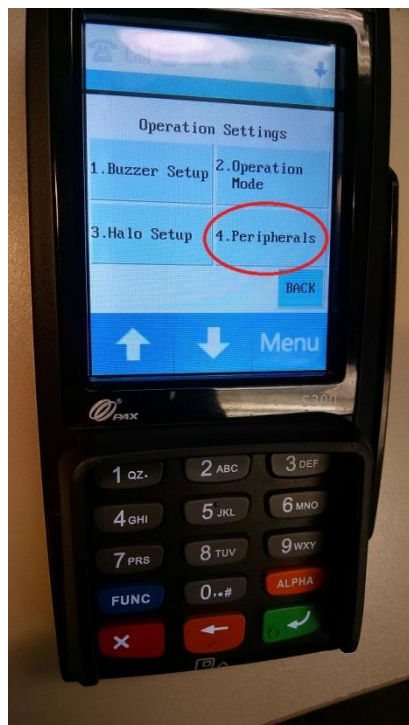 Operation Settings
1.Buzzer Setup
2.Operation
Mode
3.Halo Setup
4.Peripherals
BACK
Menu
PAX
S300
1 QZ.
2 ABC
3 DEF
4 GHI
5 JKL
6 MNO
7 PRS
8 TUV
9 WXY
FUNC
0,*#
ALPHA